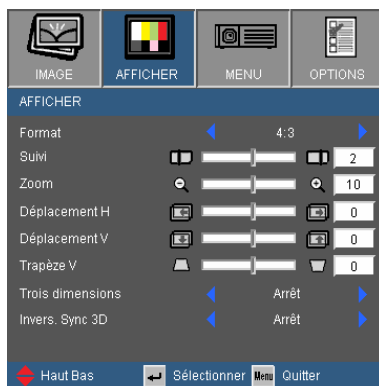 IMAGE AFFICHER MENU OPTIONS
AFFICHER
Format 4:3
Suivi 2
Zoom 10
Déplacement H 0
Déplacement V 0
Trapèze V 0
Trois dimensions Arrêt
Invers. Sync 3D Arrêt
Haut Bas Sélectionner Menu Quitter